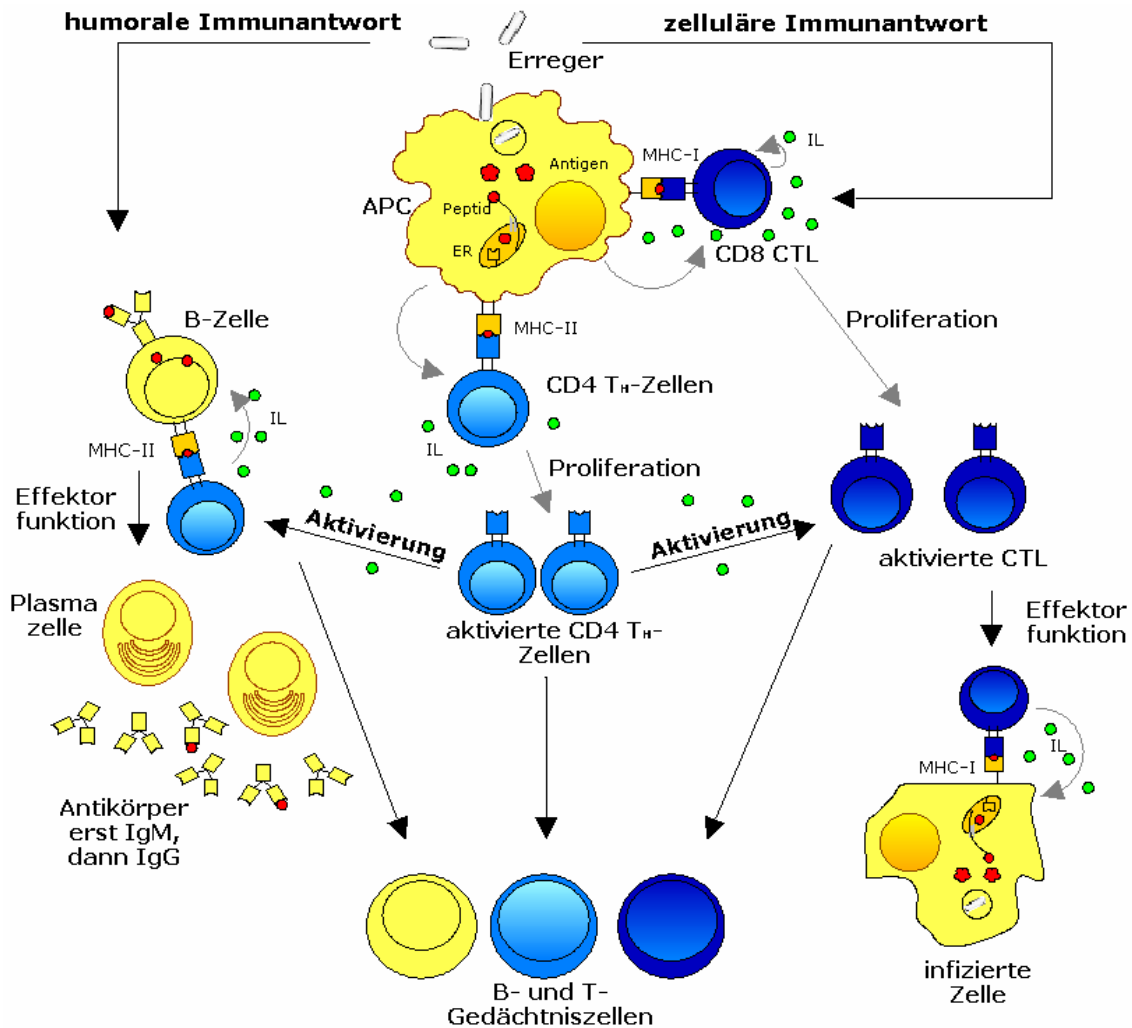 humorale Immunantwort
zelluläre Immunantwort
Erreger
MHC-I
IL
Antigen
APC
Peptid
ER
CD8 CTL
B-Zelle
MHC-II
Proliferation
CD4 Tʜ-Zellen
IL
MHC-II
IL
Proliferation
Effektor
funktion
Aktivierung
Aktivierung
aktivierte CTL
Plasma
zelle
aktivierte CD4 Tʜ-
Zellen
Effektor
funktion
IL
MHC-I
Antikörper
erst IgM,
dann IgG
infizierte
Zelle
B- und T-
Gedächtniszellen